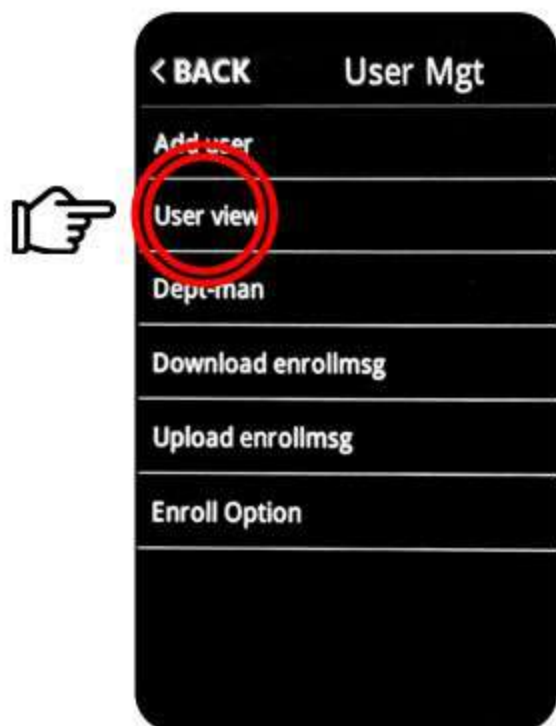 < BACK User Mgt
Add user
User view
Dept-man
Download enrollmsg
Upload enrollmsg
Enroll Option